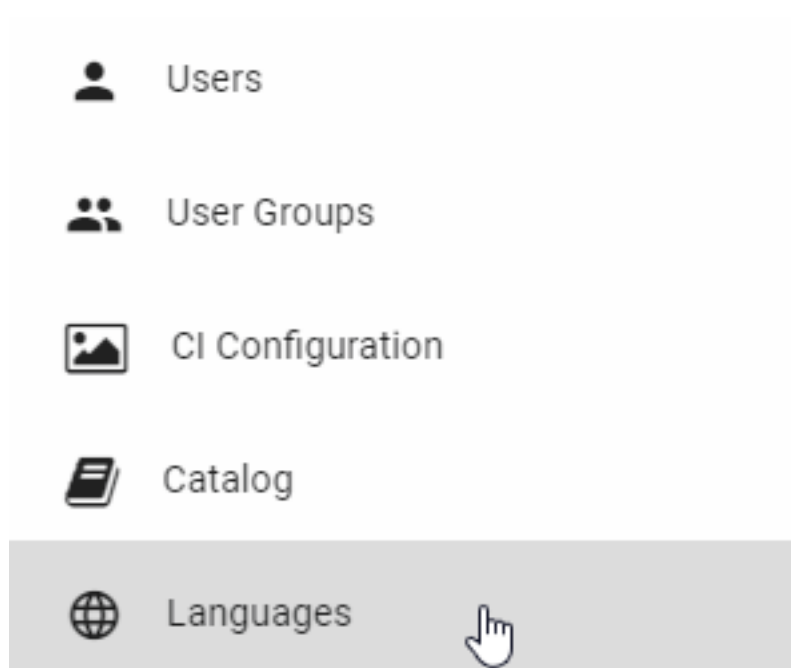 Users
User Groups
CI Configuration
Catalog
Languages